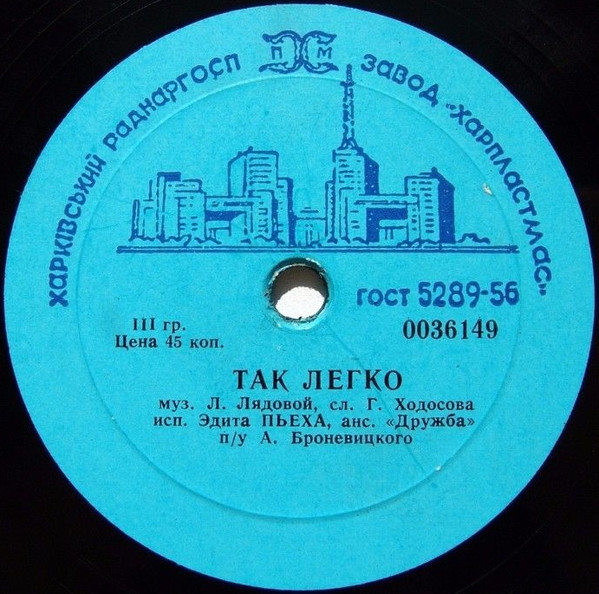 ХАРКІВСЬКИЙ РАДНАРГОСП
ПСМ
ЗАВОД „ХАРПЛАСТМАС“
ГОСТ 5289-56
III гр.
Цена 45 коп.
0036149
ТАК ЛЕГКО
муз. Л. Лядовой, сл. Г. Ходосова
исп. Эдита ПЬЕХА, анс. «Дружба»
п/у А. Броневицкого